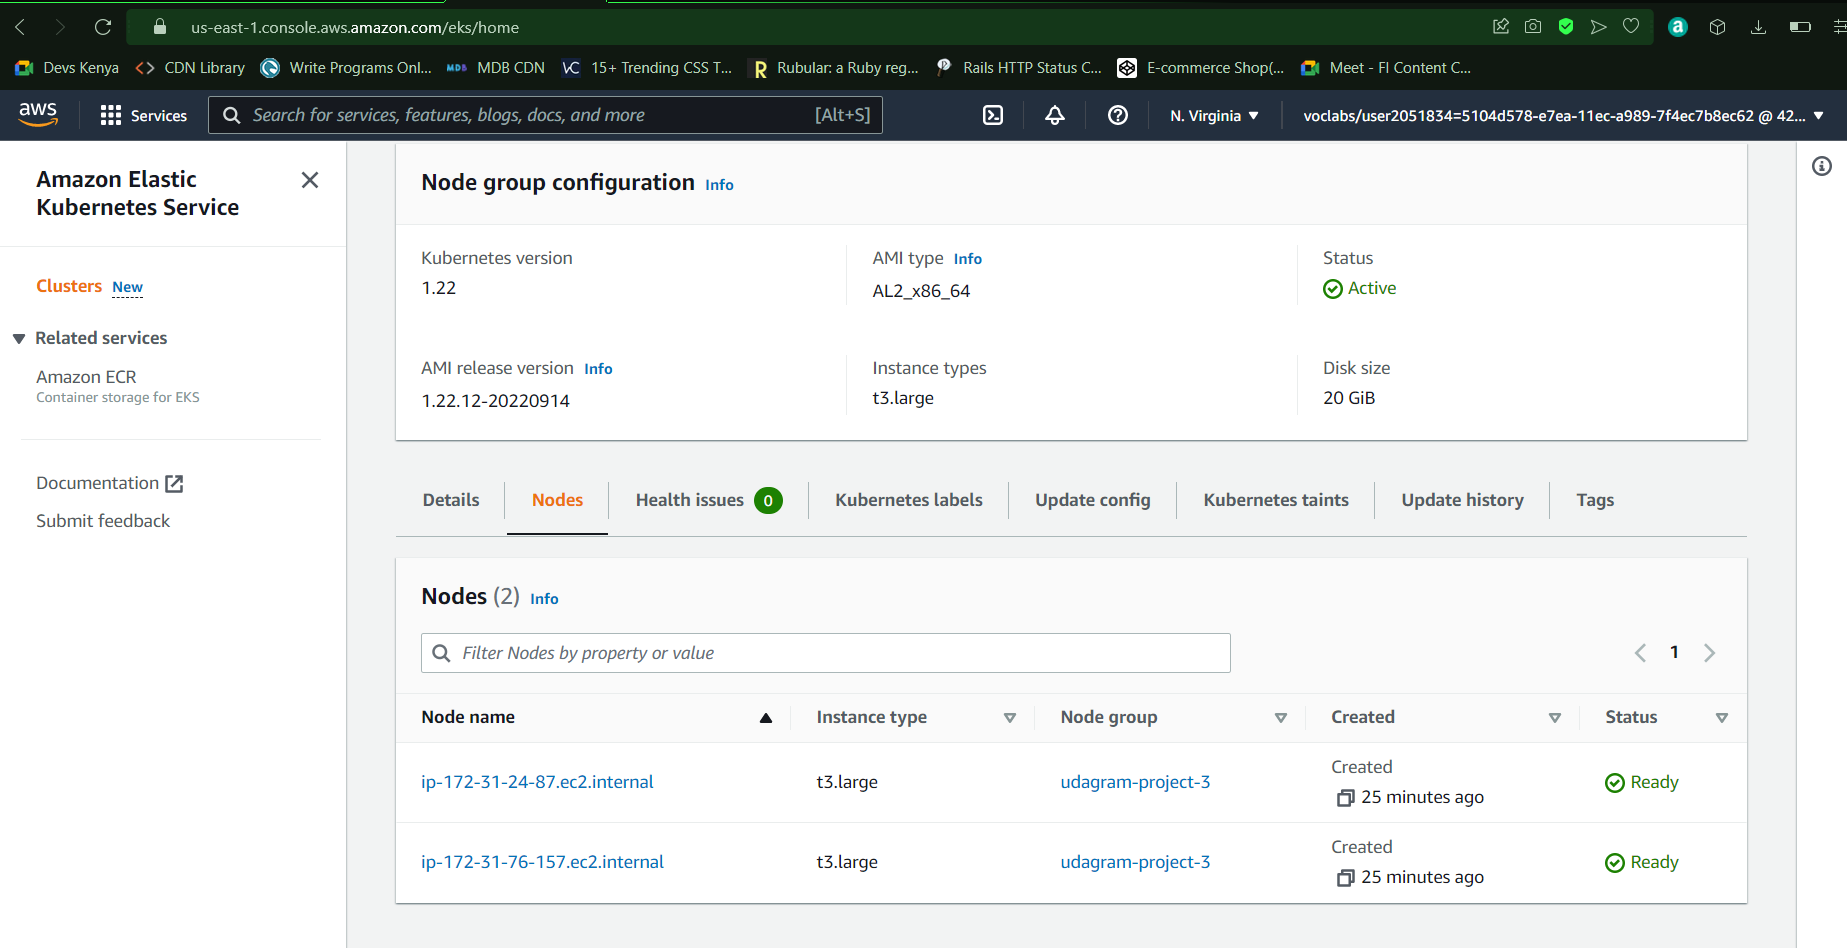 us-east-1.console.aws.amazon.com/eks/home
Devs Kenya
CDN Library
Write Programs Onl...
MDB
MDB CDN
VC
15+ Trending CSS T...
R
Rubular: a Ruby reg...
Rails HTTP Status C...
E-commerce Shop(...
Meet - FI Content C...
a
aws
Services
Search for services, features, blogs, docs, and more
[Alt+S]
N. Virginia
voclabs/user2051834=5104d578-e7ea-11ec-a989-7f4ec7b8ec62 @ 42...
Amazon Elastic
Kubernetes Service
Clusters New
Related services
Amazon ECR
Container storage for EKS
Documentation
Submit feedback
Node group configuration Info
Kubernetes version
1.22
AMI type Info
AL2_x86_64
Status
Active
AMI release version Info
1.22.12-20220914
Instance types
t3.large
Disk size
20 GiB
Details
Nodes
Health issues 0
Kubernetes labels
Update config
Kubernetes taints
Update history
Tags
Nodes (2) Info
Filter Nodes by property or value
1
Node name
Instance type
Node group
Created
Status
ip-172-31-24-87.ec2.internal
t3.large
udagram-project-3
Created
25 minutes ago
Ready
ip-172-31-76-157.ec2.internal
t3.large
udagram-project-3
Created
25 minutes ago
Ready